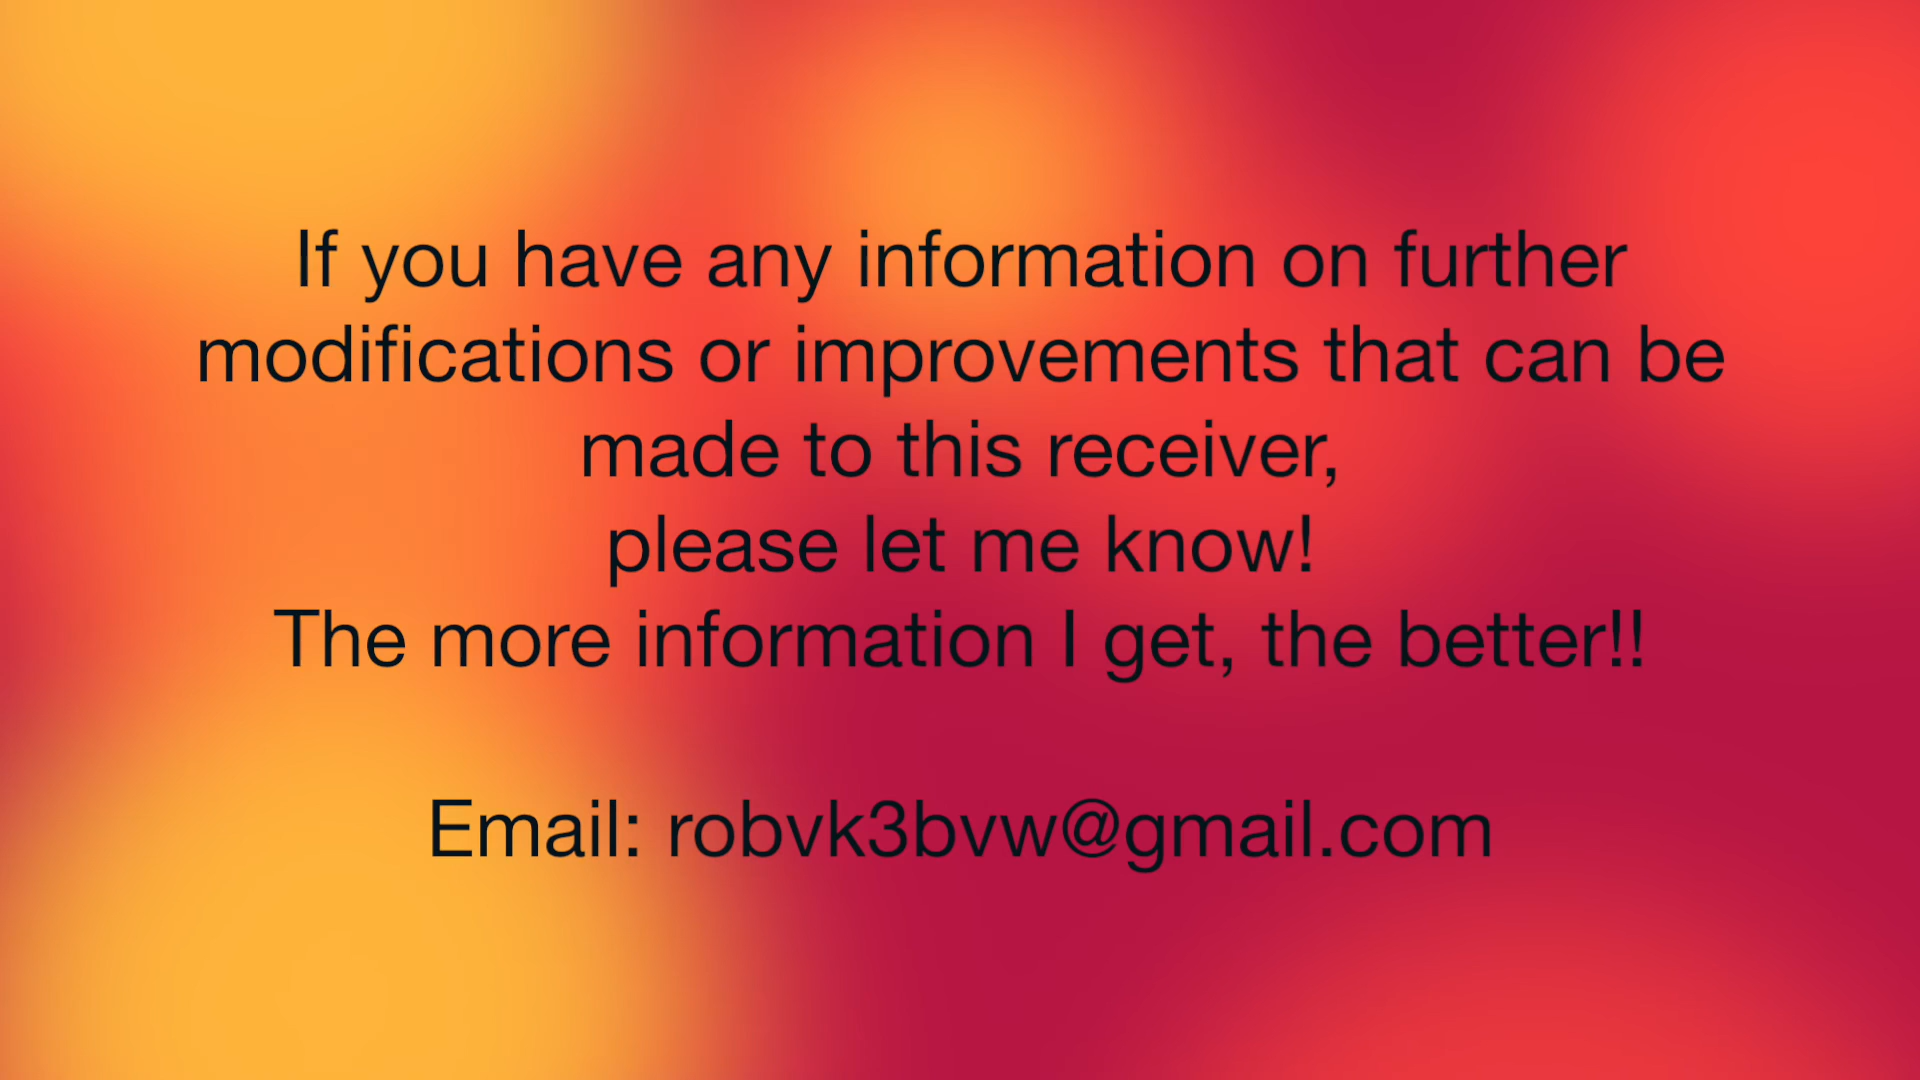 If you have any information on further
modifications or improvements that can be
made to this receiver,
please let me know!
The more information I get, the better!!
Email: robvk3bvw@gmail.com